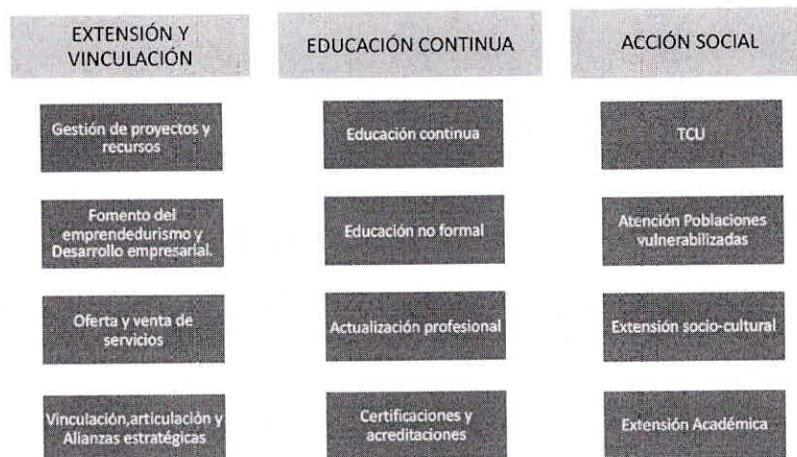 EXTENSIÓN Y
VINCULACIÓN
Gestión de proyectos y
recursos
Fomento del
emprendedurismo y
Desarrollo empresarial.
Oferta y venta de
servicios
Vinculación,articulación y
Alianzas estratégicas
EDUCACIÓN CONTINUA
Educación continua
Educación no formal
Actualización profesional
Certificaciones y
acreditaciones
ACCIÓN SOCIAL
TCU
Atención Poblaciones
vulnerabilizadas
Extensión socio-cultural
Extensión Académica